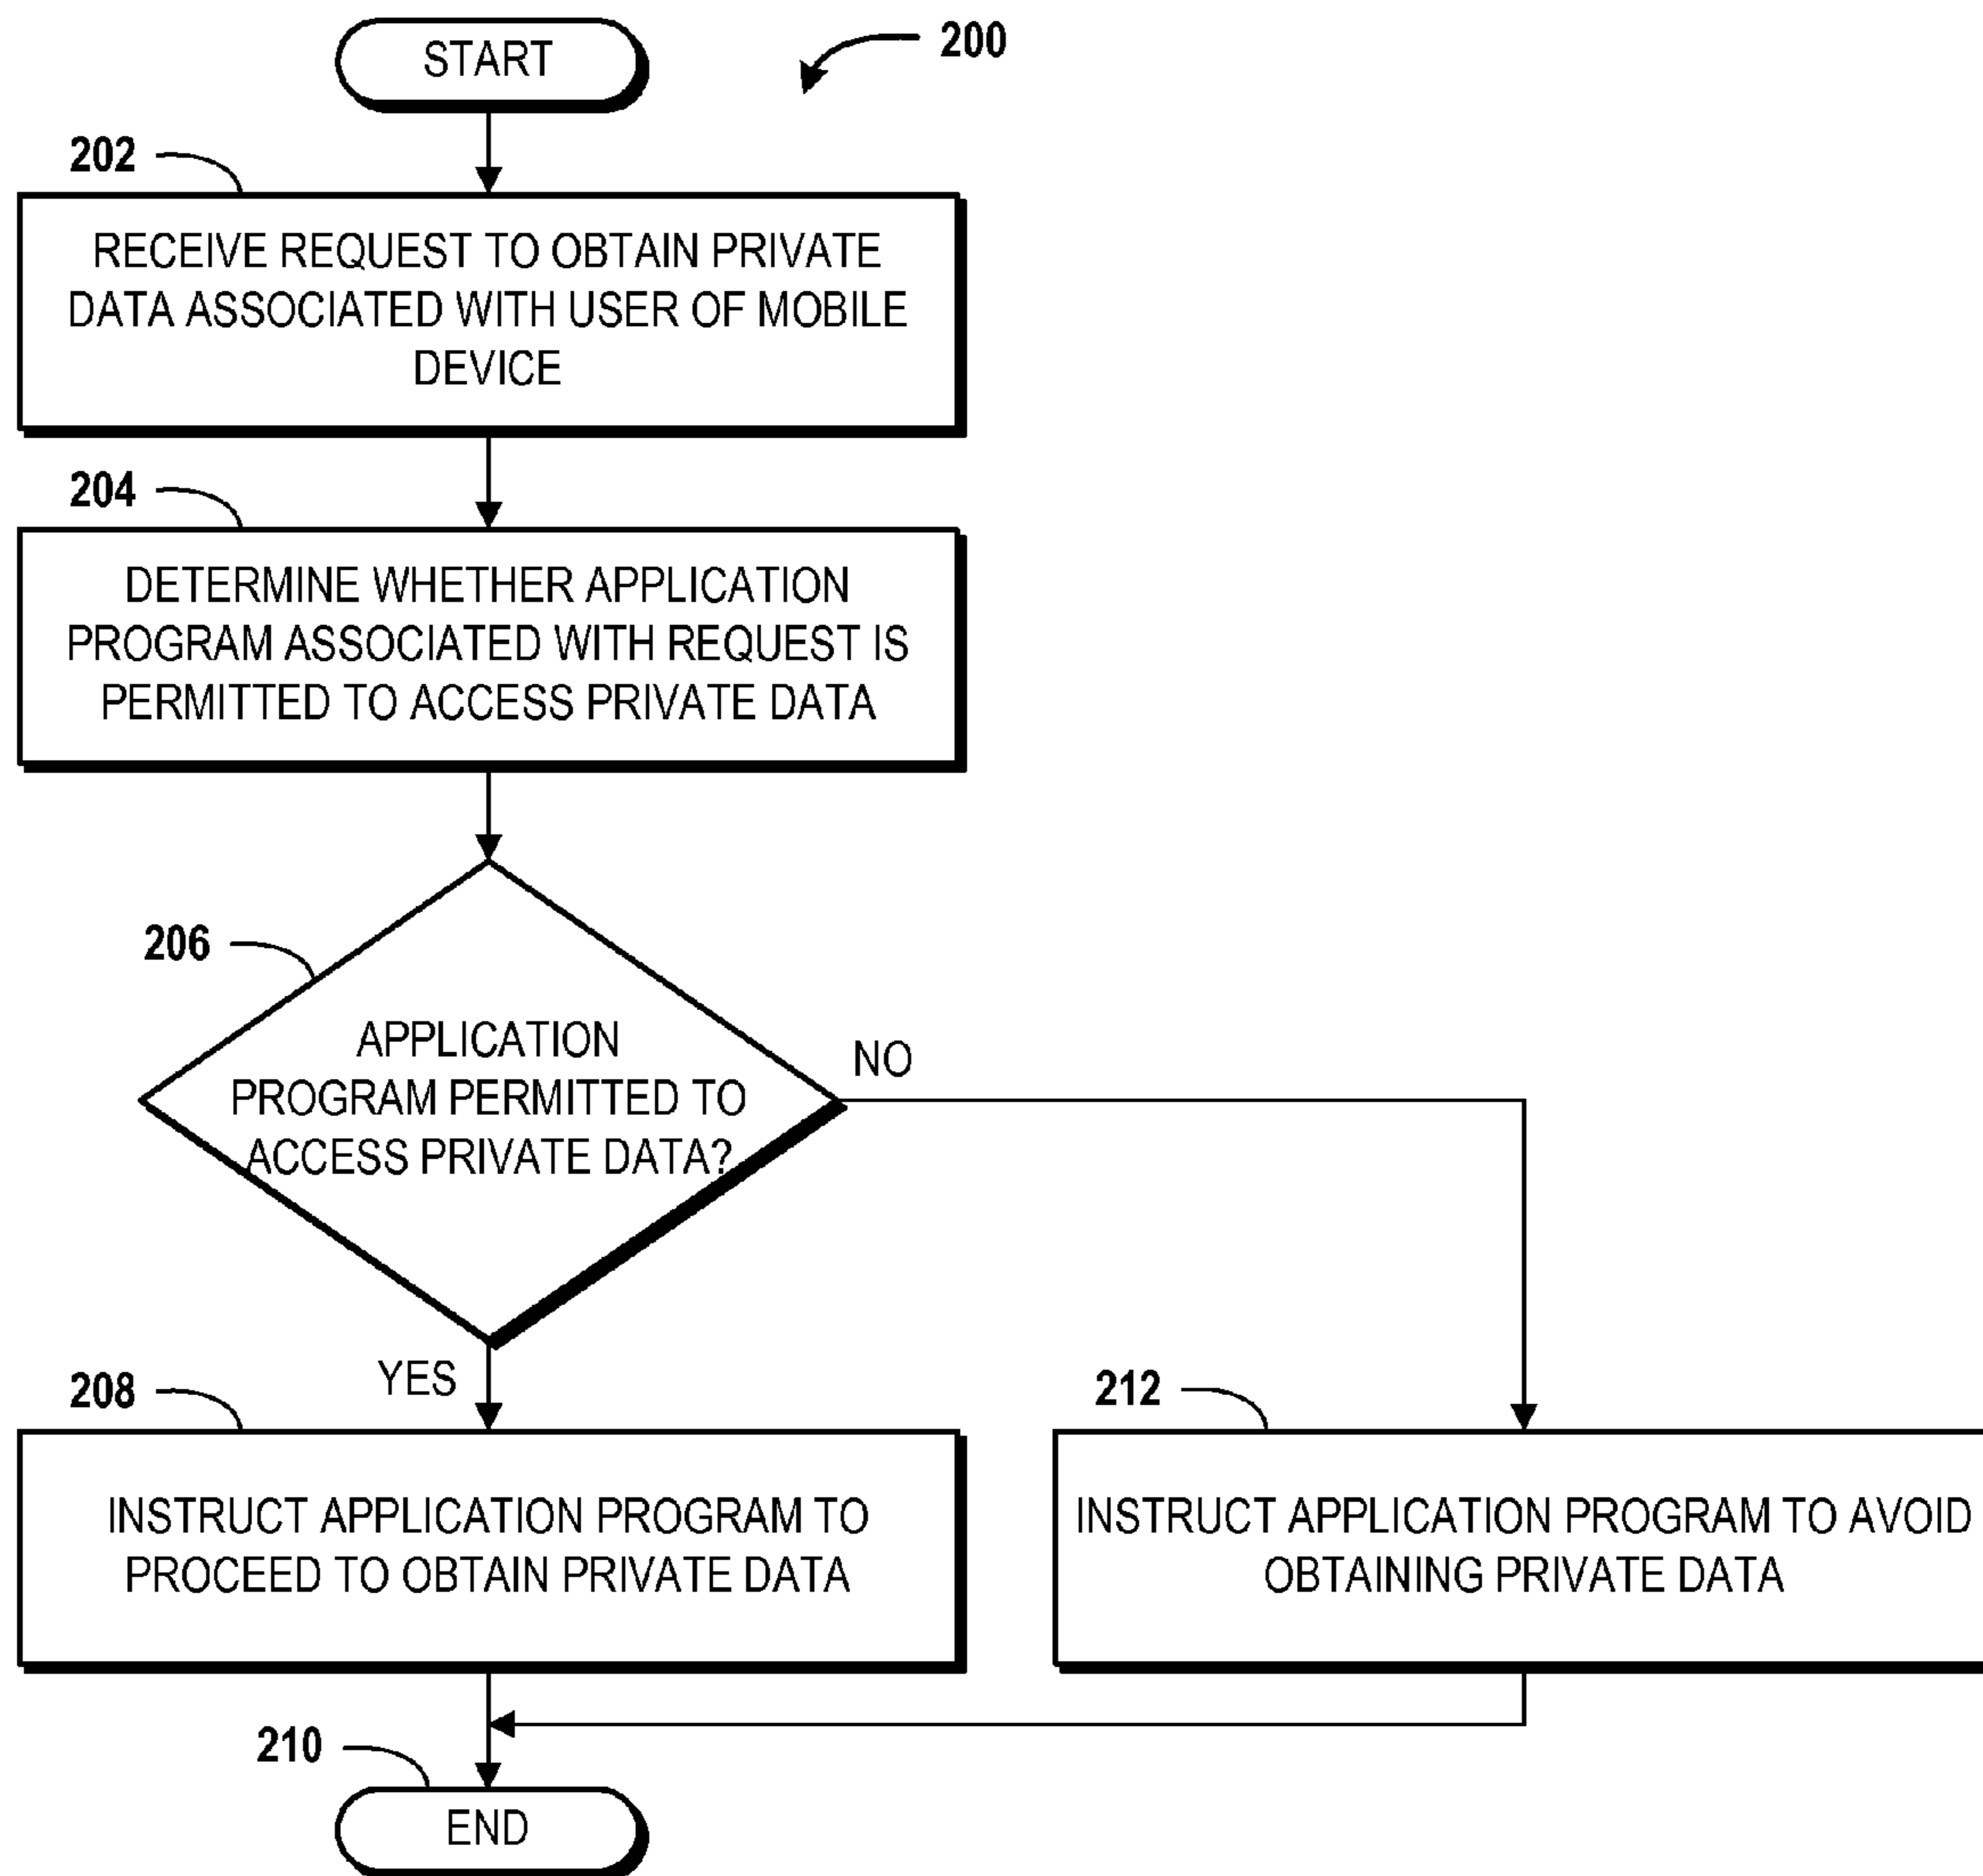 START
200
202
RECEIVE REQUEST TO OBTAIN PRIVATE
DATA ASSOCIATED WITH USER OF MOBILE
DEVICE
204
DETERMINE WHETHER APPLICATION
PROGRAM ASSOCIATED WITH REQUEST IS
PERMITTED TO ACCESS PRIVATE DATA
206
APPLICATION
PROGRAM PERMITTED TO
ACCESS PRIVATE DATA?
NO
YES
208
INSTRUCT APPLICATION PROGRAM TO
PROCEED TO OBTAIN PRIVATE DATA
212
INSTRUCT APPLICATION PROGRAM TO AVOID
OBTAINING PRIVATE DATA
210
END